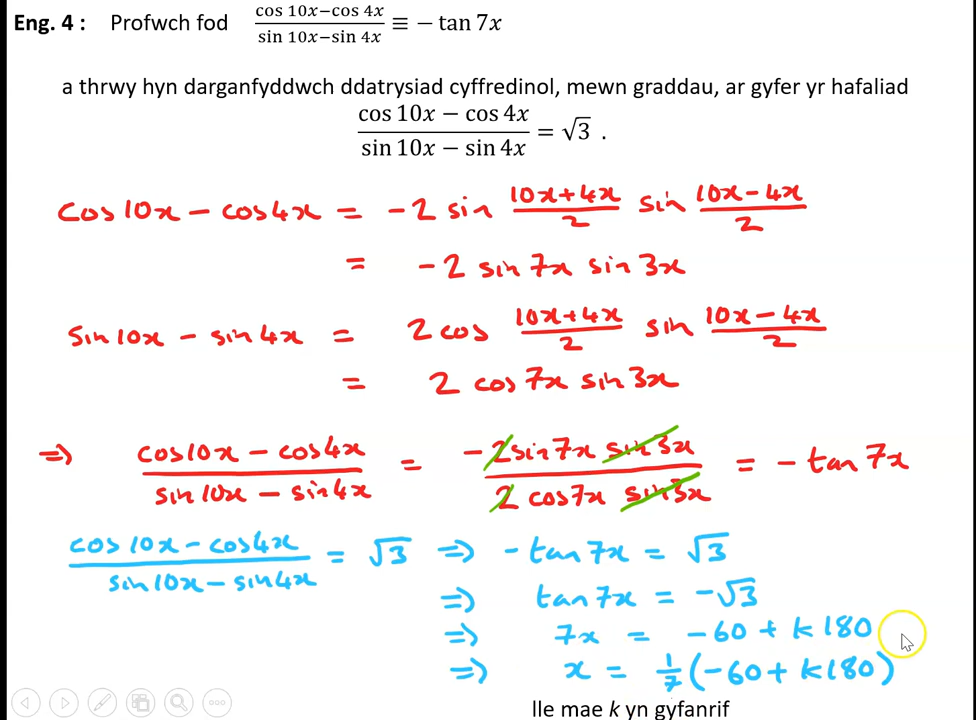 Eng. 4 : Profwch fod (cos 10x−cos 4x)/(sin 10x−sin 4x) ≡ − tan 7x
a thrwy hyn darganfyddwch ddatrysiad cyffredinol, mewn graddau, ar gyfer yr hafaliad
(cos 10x − cos 4x)/(sin 10x − sin 4x) = √3 .
cos 10x − cos 4x = −2 sin (10x+4x)/2 sin (10x−4x)/2
= −2 sin 7x sin 3x
sin 10x − sin 4x = 2 cos (10x+4x)/2 sin (10x−4x)/2
= 2 cos 7x sin 3x
⇒ (cos 10x − cos 4x)/(sin 10x − sin 4x) = (−2 sin 7x sin 3x)/(2 cos 7x sin 3x) = − tan 7x
(cos 10x − cos 4x)/(sin 10x − sin 4x) = √3 ⇒ − tan 7x = √3
⇒ tan 7x = −√3
⇒ 7x = −60 + k 180
⇒ x = 1/7 (−60 + k 180)
lle mae k yn gyfanrif